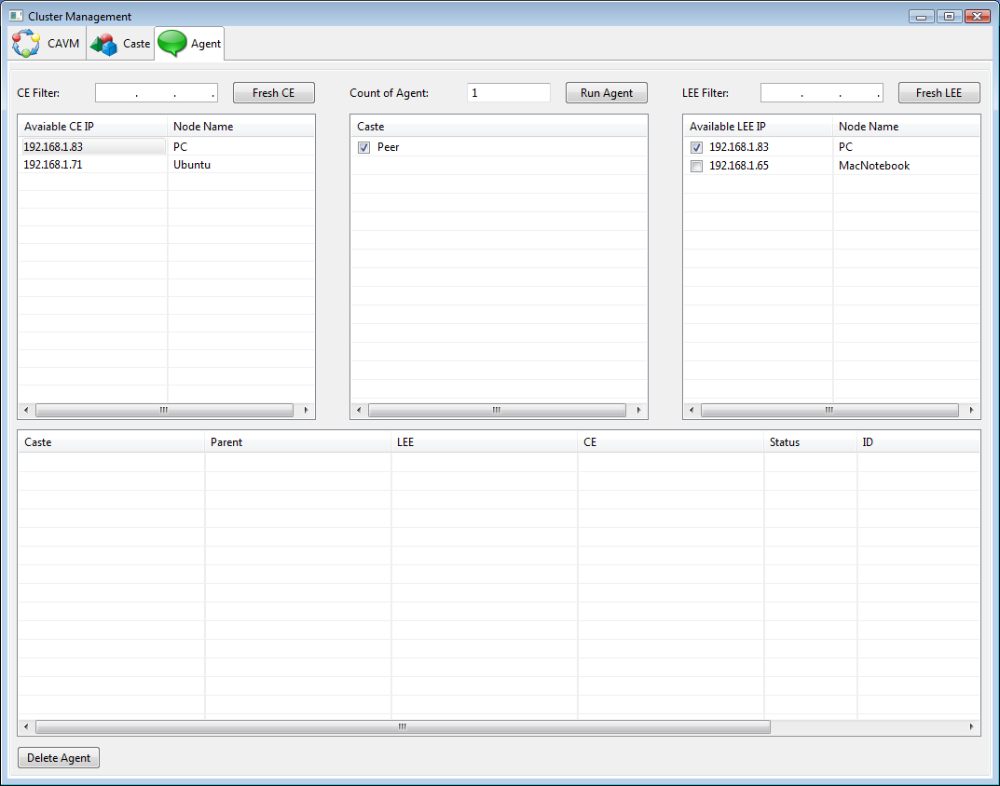 Cluster Management
CAVM Caste Agent
CE Filter: . . . Fresh CE Count of Agent: 1 Run Agent LEE Filter: . . . Fresh LEE
Avaiable CE IP Node Name Caste Available LEE IP Node Name
192.168.1.83 PC Peer 192.168.1.83 PC
192.168.1.71 Ubuntu 192.168.1.65 MacNotebook
Caste Parent LEE CE Status ID
Delete Agent